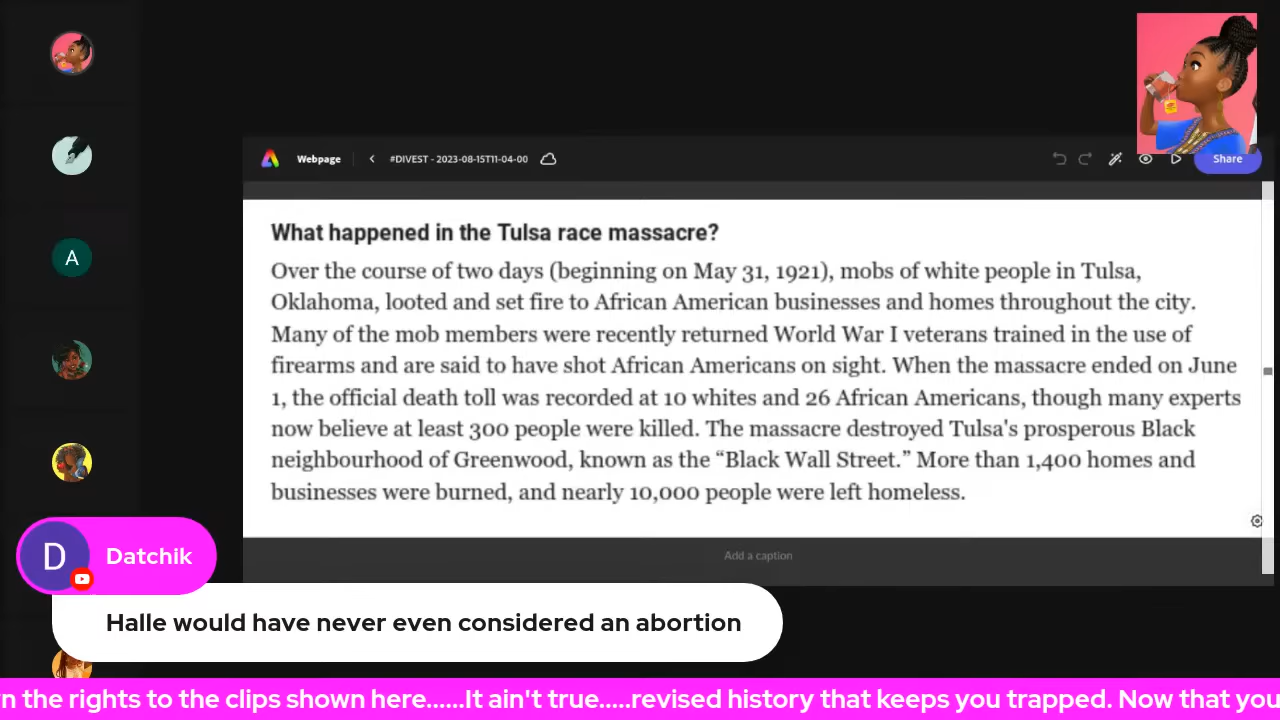 Webpage
#DIVEST - 2023-08-15T11-04-00
Share
What happened in the Tulsa race massacre?
Over the course of two days (beginning on May 31, 1921), mobs of white people in Tulsa,
Oklahoma, looted and set fire to African American businesses and homes throughout the city.
Many of the mob members were recently returned World War I veterans trained in the use of
firearms and are said to have shot African Americans on sight. When the massacre ended on June
1, the official death toll was recorded at 10 whites and 26 African Americans, though many experts
now believe at least 300 people were killed. The massacre destroyed Tulsa's prosperous Black
neighbourhood of Greenwood, known as the “Black Wall Street.” More than 1,400 homes and
businesses were burned, and nearly 10,000 people were left homeless.
Add a caption
A
D
Datchik
Halle would have never even considered an abortion
n the rights to the clips shown here......It ain't true.....revised history that keeps you trapped. Now that you